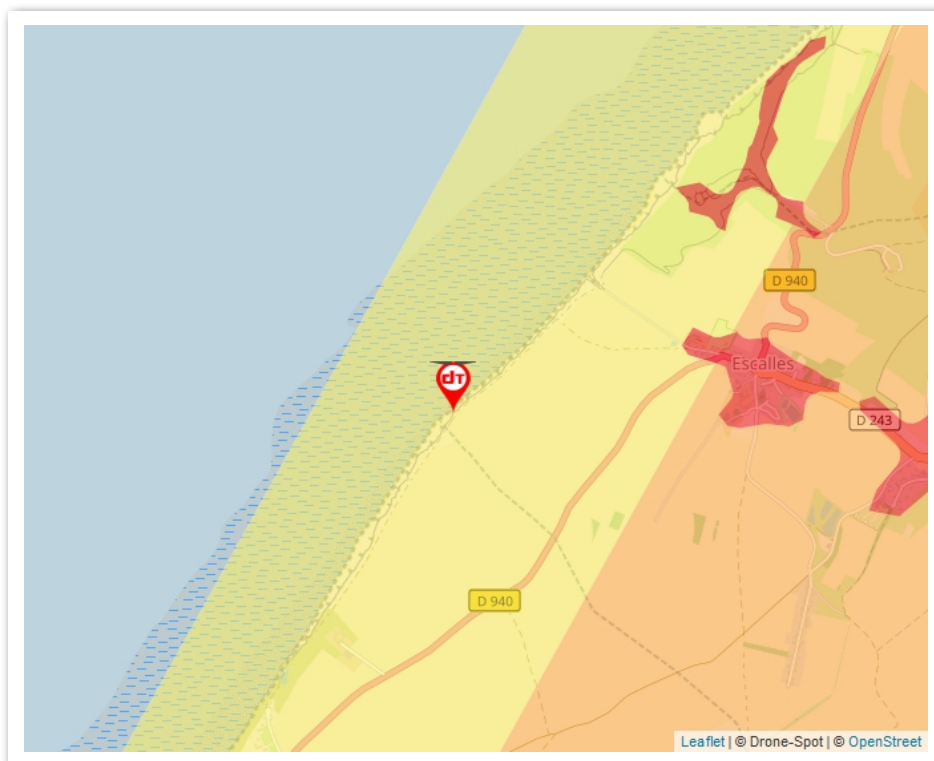 D 940
Escalles
D 243
dT
D 940
Leaflet | © Drone-Spot | © OpenStreet